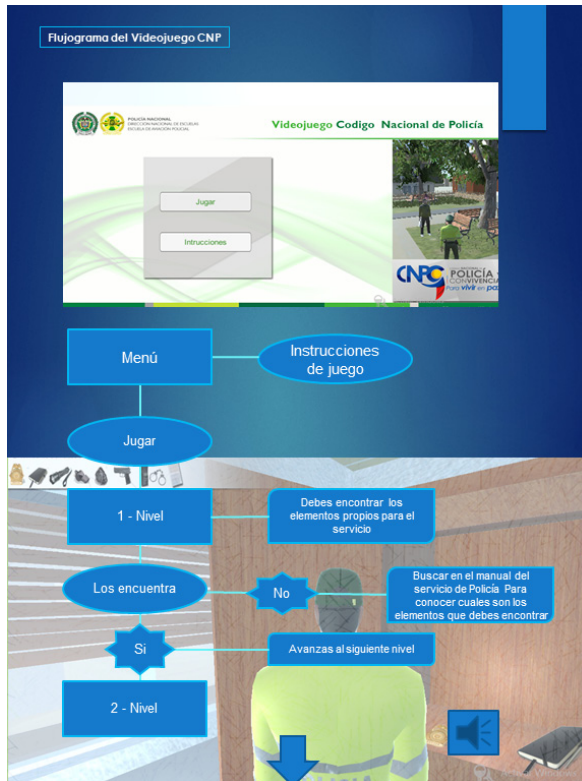 Flujograma del Videojuego CNP
POLICÍA NACIONAL
DIRECCIÓN NACIONAL DE ESCUELAS
ESCUELA DE AVIACIÓN POLICIAL
Videojuego Codigo Nacional de Policía
Jugar
Intrucciones
CNPC
POLICÍA Y
CONVIVENCIA
Para vivir en paz
Menú
Instrucciones
de juego
Jugar
1 - Nivel
Debes encontrar los
elementos propios para el
servicio
Los encuentra
No
Buscar en el manual del
servicio de Policía Para
conocer cuales son los
elementos que debes encontrar
Si
Avanzas al siguiente nivel
2 - Nivel